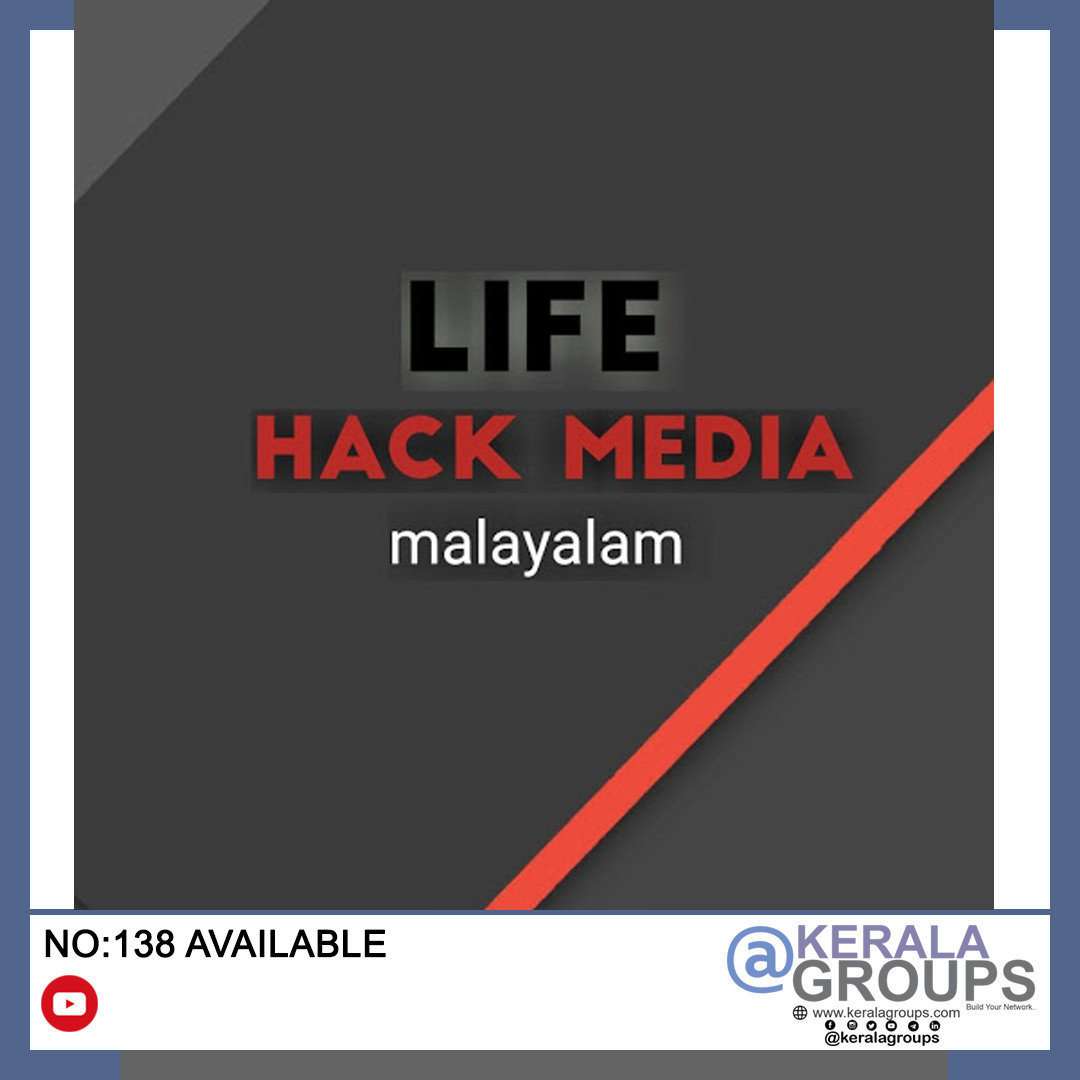 LIFE
HACK MEDIA
malayalam
NO:138 AVAILABLE
@KERALA
GROUPS
Build Your Network..
www.keralagroups.com
@keralagroups